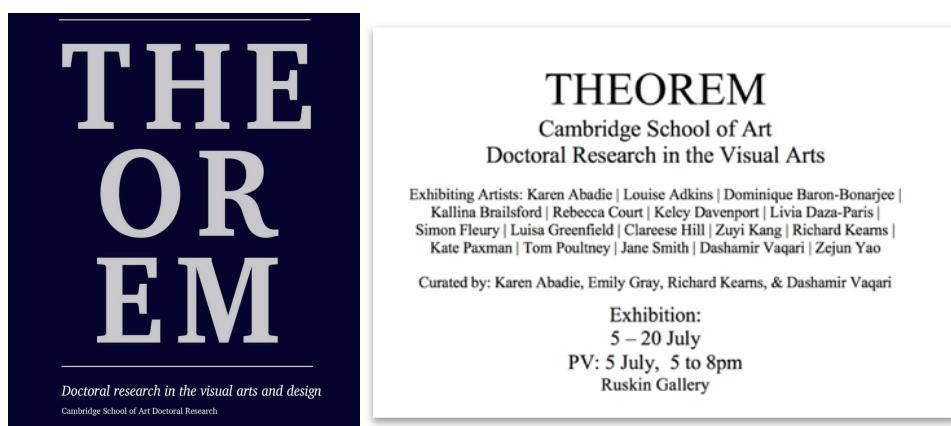 THE
OR
EM
Doctoral research in the visual arts and design
Cambridge School of Art Doctoral Research
THEOREM
Cambridge School of Art
Doctoral Research in the Visual Arts
Exhibiting Artists: Karen Abadie | Louise Adkins | Dominique Baron-Bonarjee |
Kallina Brailsford | Rebecca Court | Keley Davenport | Livia Daza-Paris |
Simon Fleury | Luisa Greenfield | Clareese Hill | Zuyi Kang | Richard Kearns |
Kate Paxman | Tom Poultney | Jane Smith | Dashamir Vaqari | Zejun Yao
Curated by: Karen Abadie, Emily Gray, Richard Kearns, & Dashamir Vaqari
Exhibition:
5 – 20 July
PV: 5 July, 5 to 8pm
Ruskin Gallery